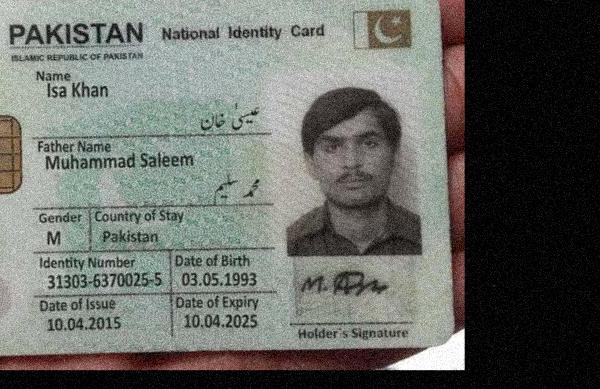 PAKISTAN National Identity Card
ISLAMIC REPUBLIC OF PAKISTAN
Name
Isa Khan
عیسیٰ خان
Father Name
Muhammad Saleem
محمد سلیم
Gender Country of Stay
M Pakistan
Identity Number Date of Birth
31303-6370025-5 03.05.1993
Date of Issue Date of Expiry
10.04.2015 10.04.2025
Holder's Signature